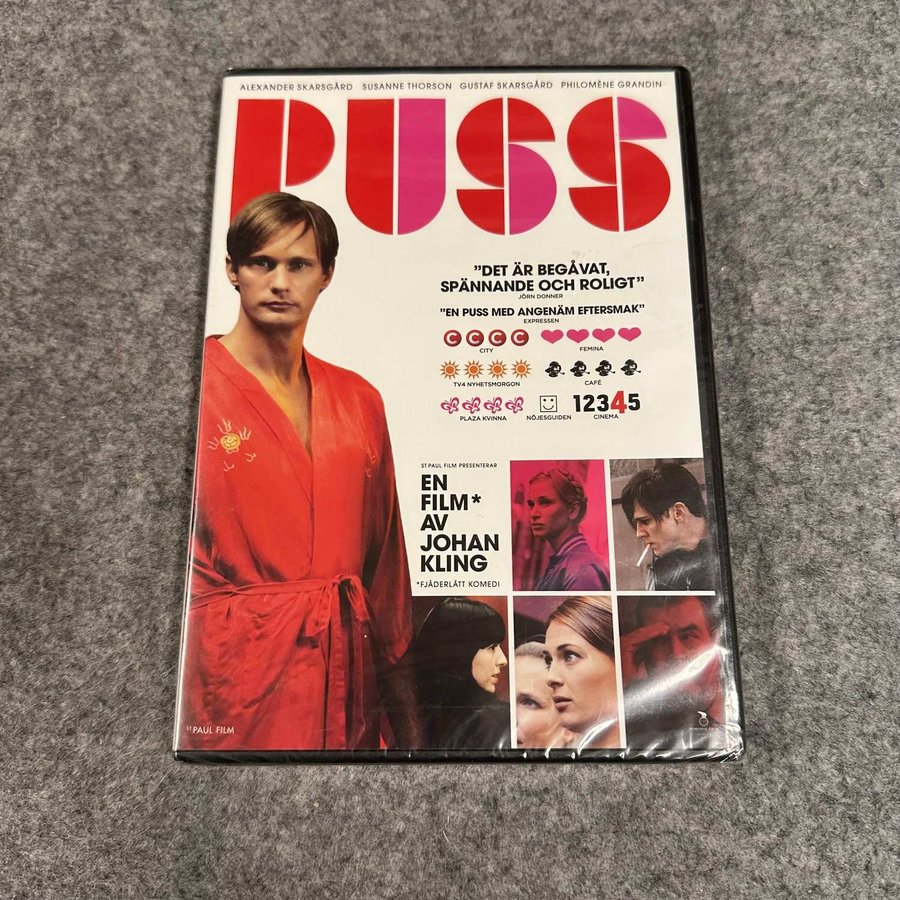 ALEXANDER SKARSGÅRD SUSANNE THORSON GUSTAF SKARSGÅRD PHILOMÈNE GRANDIN
PUSS
"DET ÄR BEGÅVAT,
SPÄNNANDE OCH ROLIGT"
JÖRN DONNER
"EN PUSS MED ANGENÄM EFTERSMAK"
EXPRESSEN
C C C C
CITY
FEMINA
TV4 NYHETSMORGON
CAFÉ
PLAZA KVINNA
NÖJESGUIDEN
12345
CINEMA
ST PAUL FILM PRESENTERAR
EN
FILM*
AV
JOHAN
KLING
*FJÄDERLÄTT KOMEDI
ST PAUL FILM